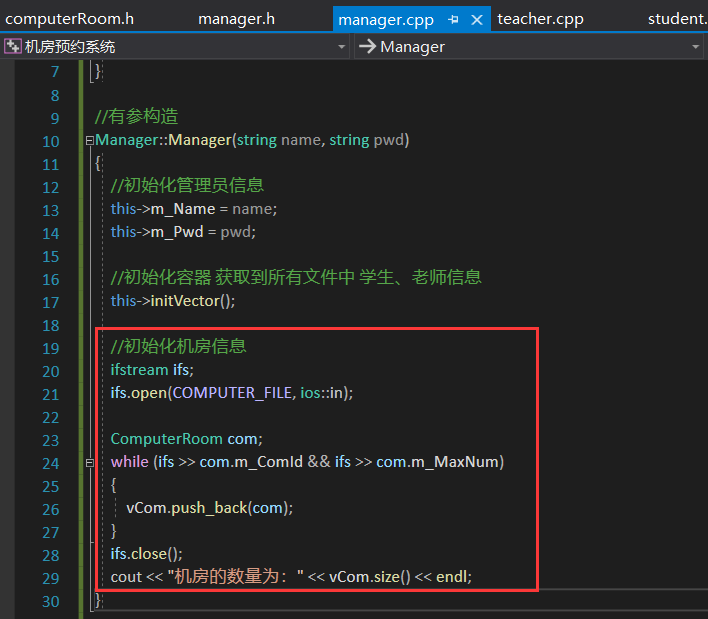 computerRoom.h manager.h manager.cpp teacher.cpp student.
机房预约系统 Manager
7 }
8
9 //有参构造
10 Manager::Manager(string name, string pwd)
11 {
12 //初始化管理员信息
13 this->m_Name = name;
14 this->m_Pwd = pwd;
15
16 //初始化容器 获取到所有文件中 学生、老师信息
17 this->initVector();
18
19 //初始化机房信息
20 ifstream ifs;
21 ifs.open(COMPUTER_FILE, ios::in);
22
23 ComputerRoom com;
24 while (ifs >> com.m_ComId && ifs >> com.m_MaxNum)
25 {
26 vCom.push_back(com);
27 }
28 ifs.close();
29 cout << "机房的数量为：" << vCom.size() << endl;
30 }